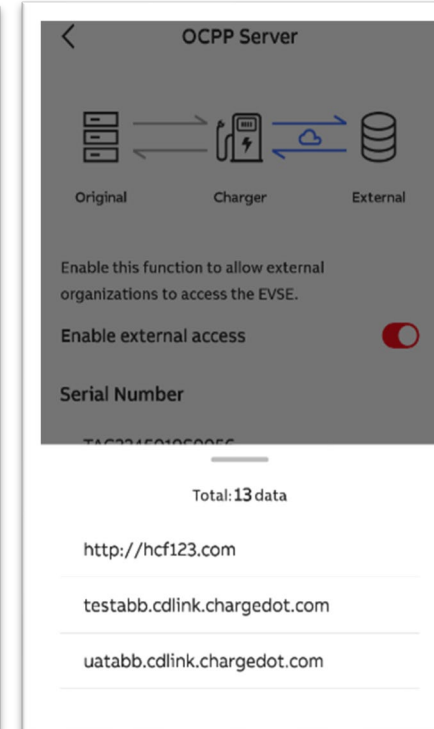 OCPP Server
Original Charger External
Enable this function to allow external
organizations to access the EVSE.
Enable external access
Serial Number
Total:13 data
http://hcf123.com
testabb.cdlink.chargedot.com
uatabb.cdlink.chargedot.com